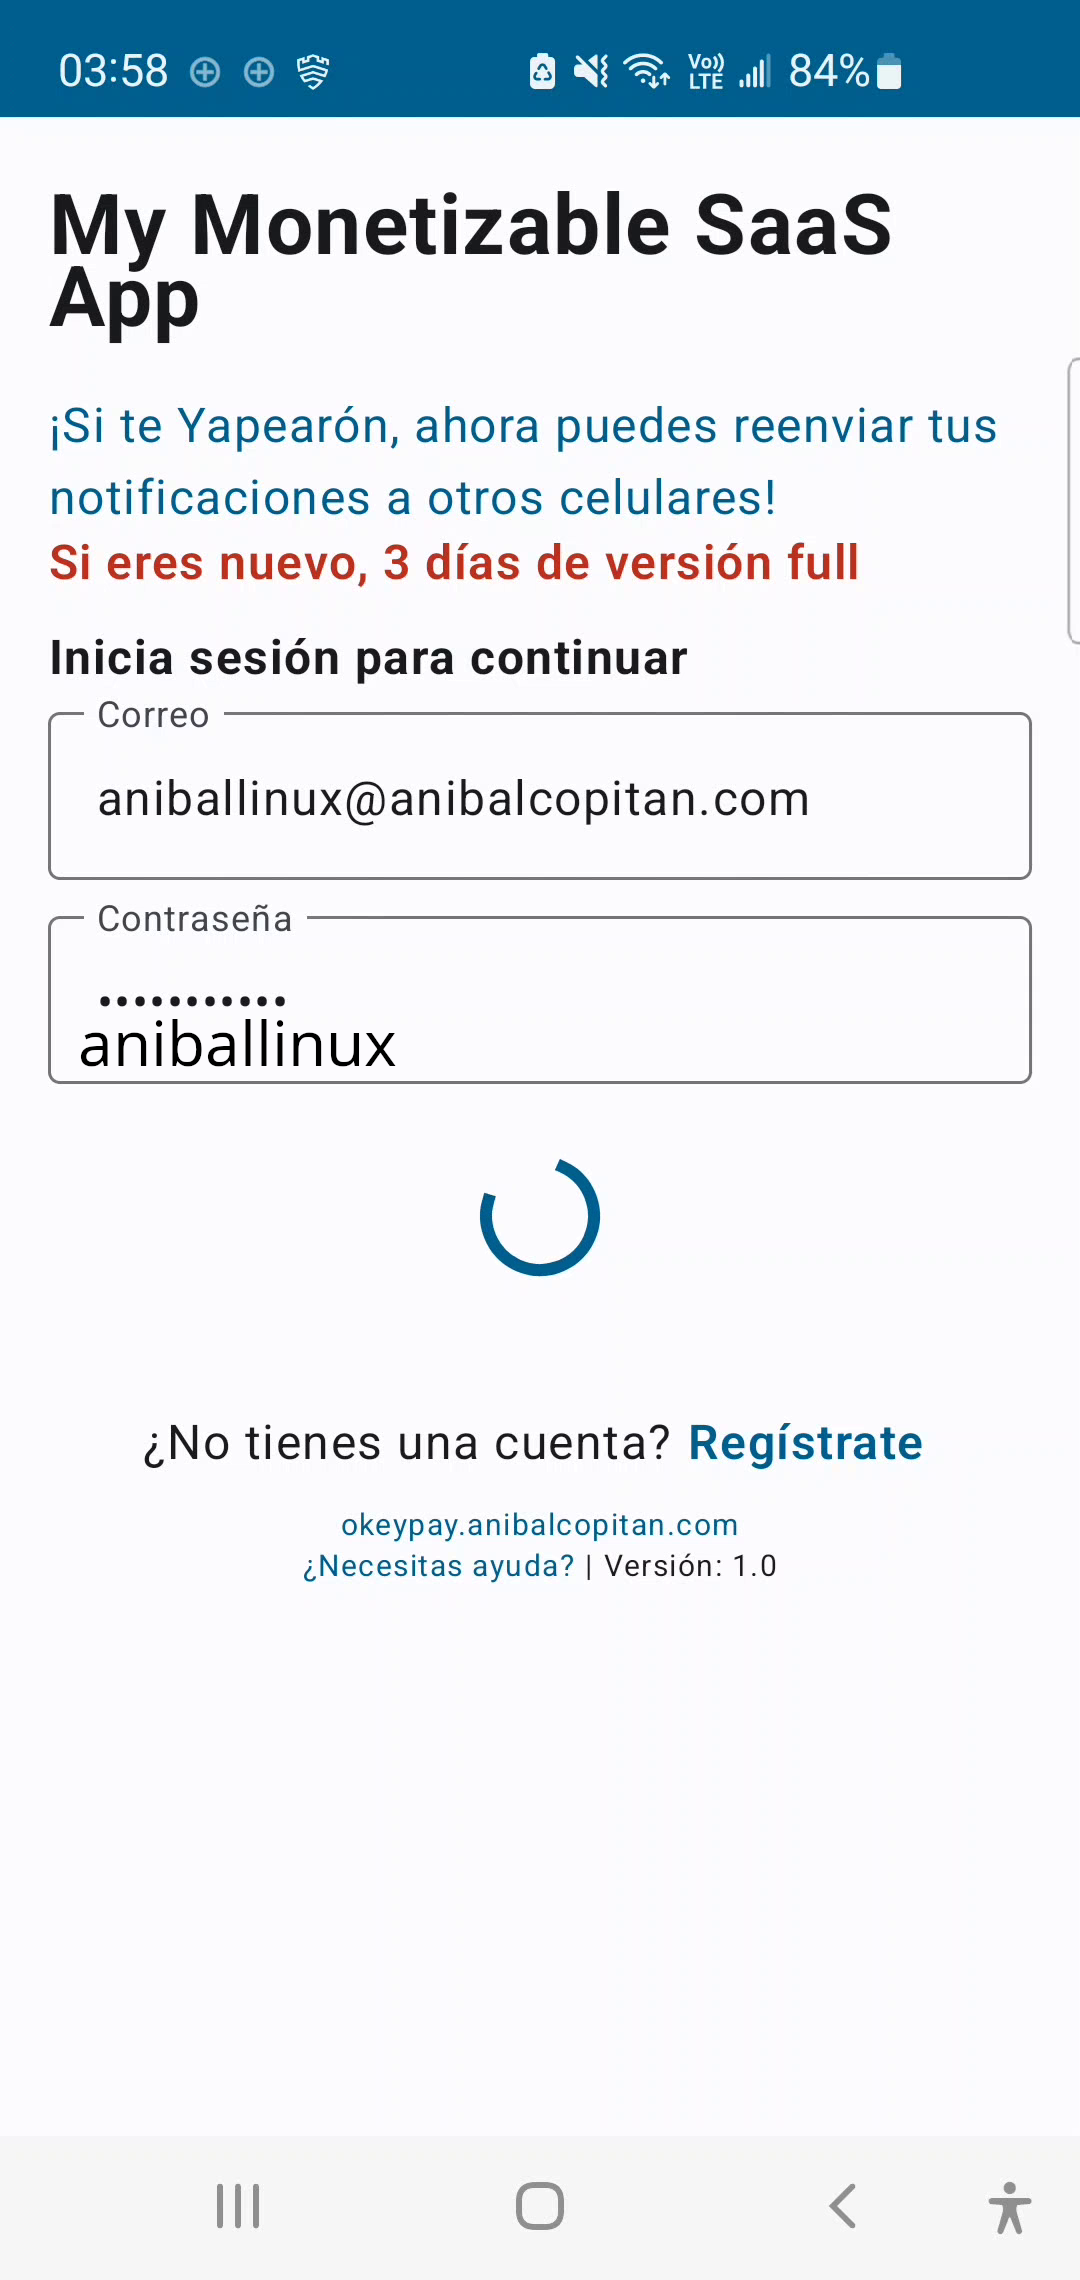 03:58
Vo)) LTE 84%
My Monetizable SaaS
App
¡Si te Yapearón, ahora puedes reenviar tus
notificaciones a otros celulares!
Si eres nuevo, 3 días de versión full
Inicia sesión para continuar
Correo
aniballinux@anibalcopitan.com
Contraseña
•••••••••••
aniballinux
¿No tienes una cuenta? Regístrate
okeypay.anibalcopitan.com
¿Necesitas ayuda? | Versión: 1.0